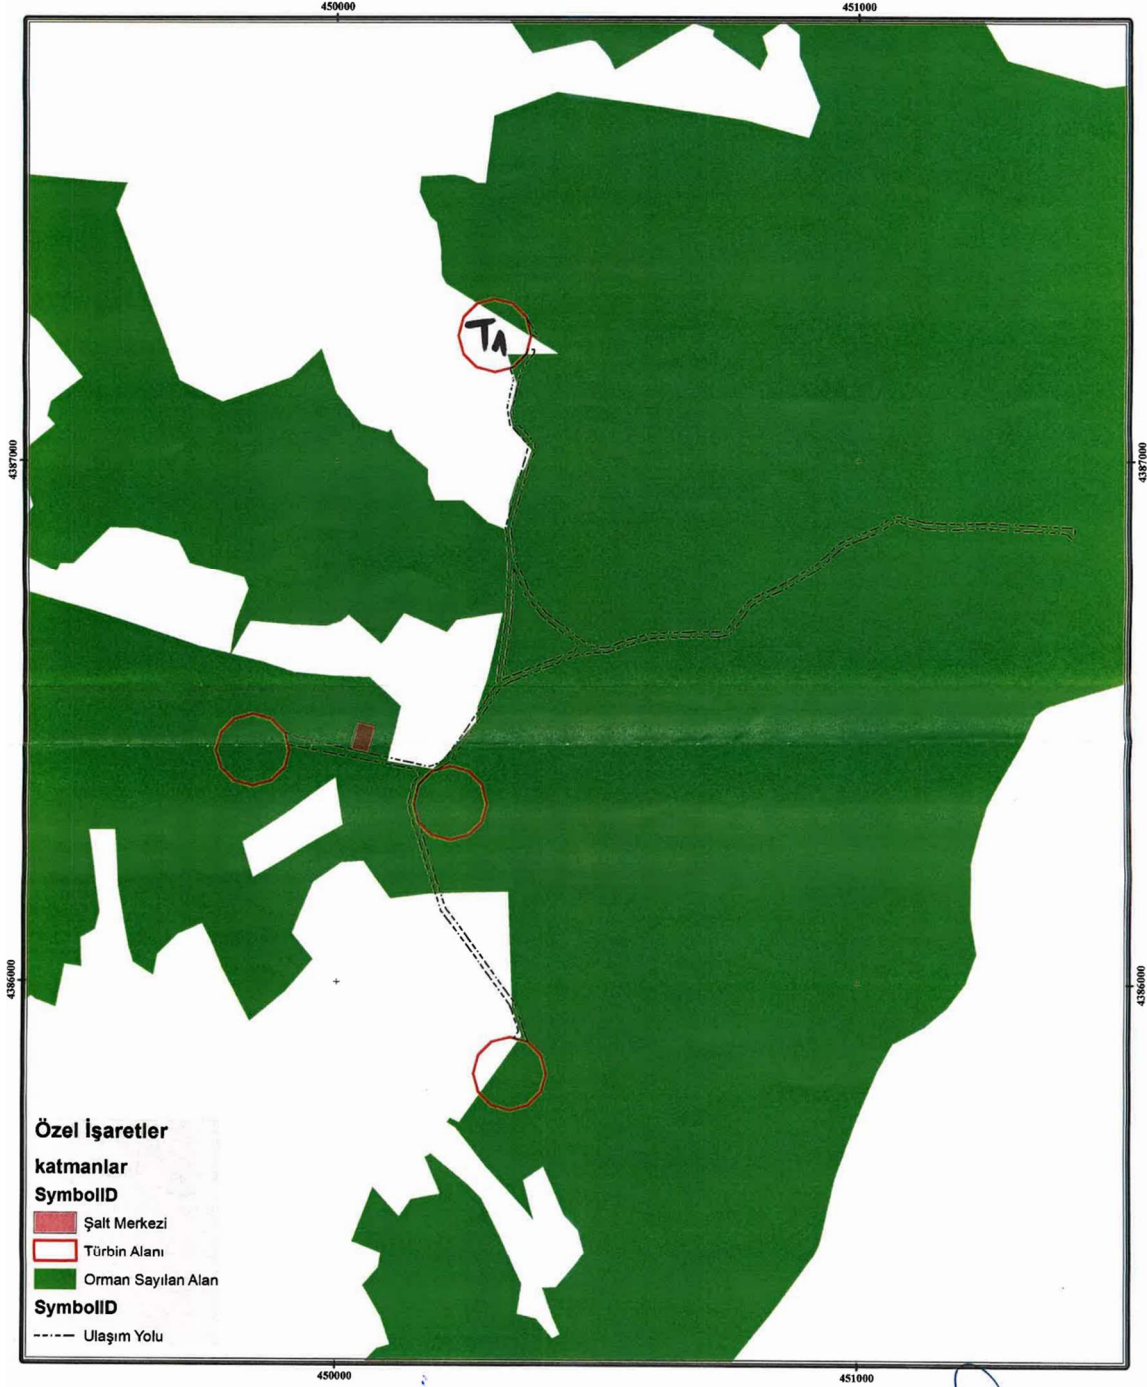 450000
451000
T1
4387000
4387000
4386000
4386000
Özel İşaretler
katmanlar
SymbolID
Şalt Merkezi
Türbin Alanı
Orman Sayılan Alan
SymbolID
Ulaşım Yolu
450000
451000